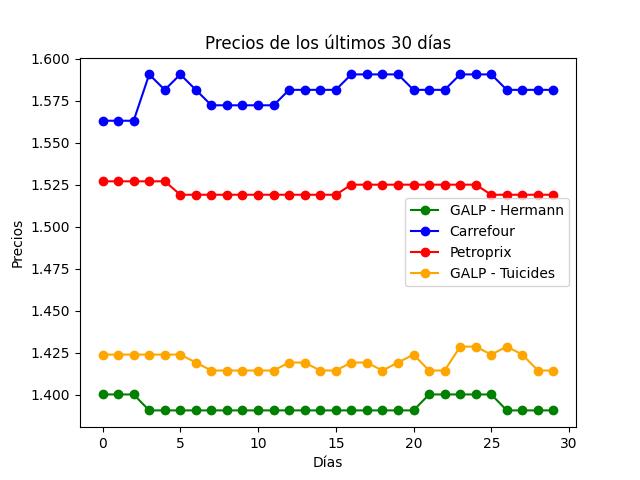 Precios de los últimos 30 días
1.600
1.575
1.550
1.525
1.500
1.475
1.450
1.425
1.400
Precios
GALP - Hermann
Carrefour
Petroprix
GALP - Tuicides
0 5 10 15 20 25 30
Días